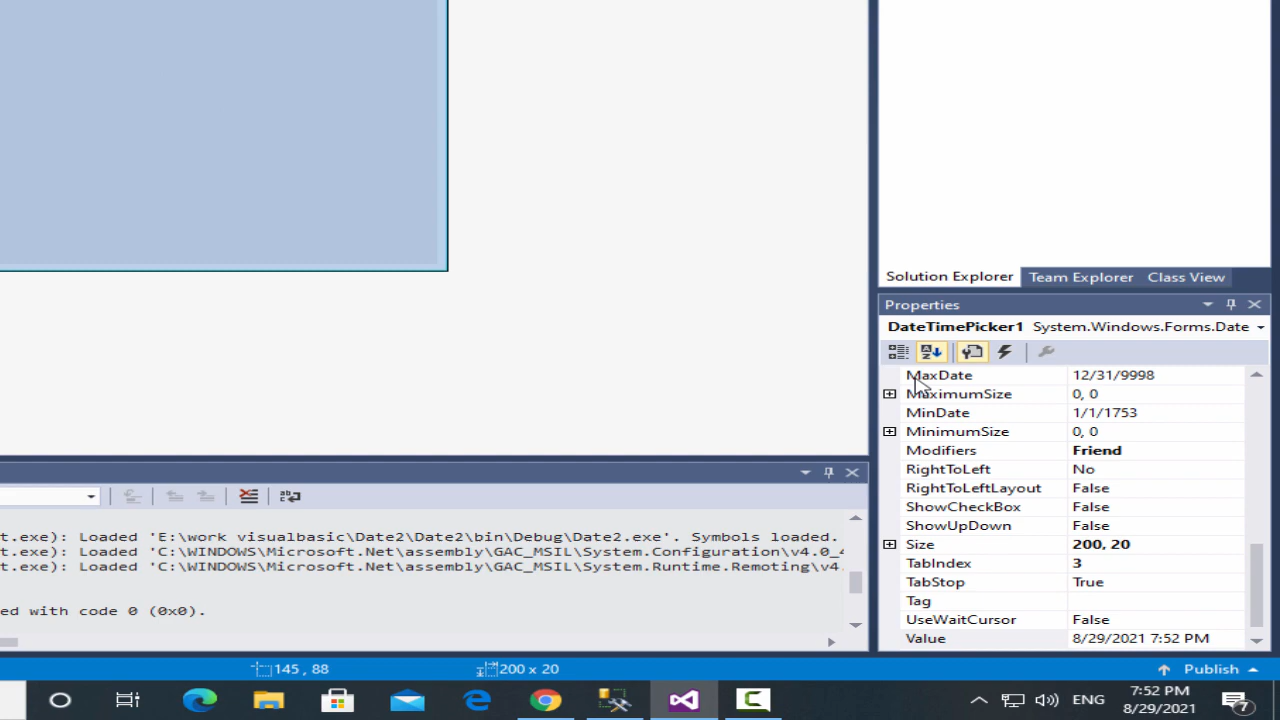 Solution Explorer Team Explorer Class View
Properties
DateTimePicker1 System.Windows.Forms.Date
MaxDate 12/31/9998
MaximumSize 0, 0
MinDate 1/1/1753
MinimumSize 0, 0
Modifiers Friend
RightToLeft No
RightToLeftLayout False
ShowCheckBox False
ShowUpDown False
Size 200, 20
TabIndex 3
TabStop True
Tag
UseWaitCursor False
Value 8/29/2021 7:52 PM
t.exe): Loaded 'E:\work visualbasic\Date2\Date2\bin\Debug\Date2.exe'. Symbols loaded.
t.exe): Loaded 'C:\WINDOWS\Microsoft.Net\assembly\GAC_MSIL\System.Configuration\v4.0_4
t.exe): Loaded 'C:\WINDOWS\Microsoft.Net\assembly\GAC_MSIL\System.Runtime.Remoting\v4.
ed with code 0 (0x0).
145 , 88 200 x 20 Publish
ENG 7:52 PM
8/29/2021
7